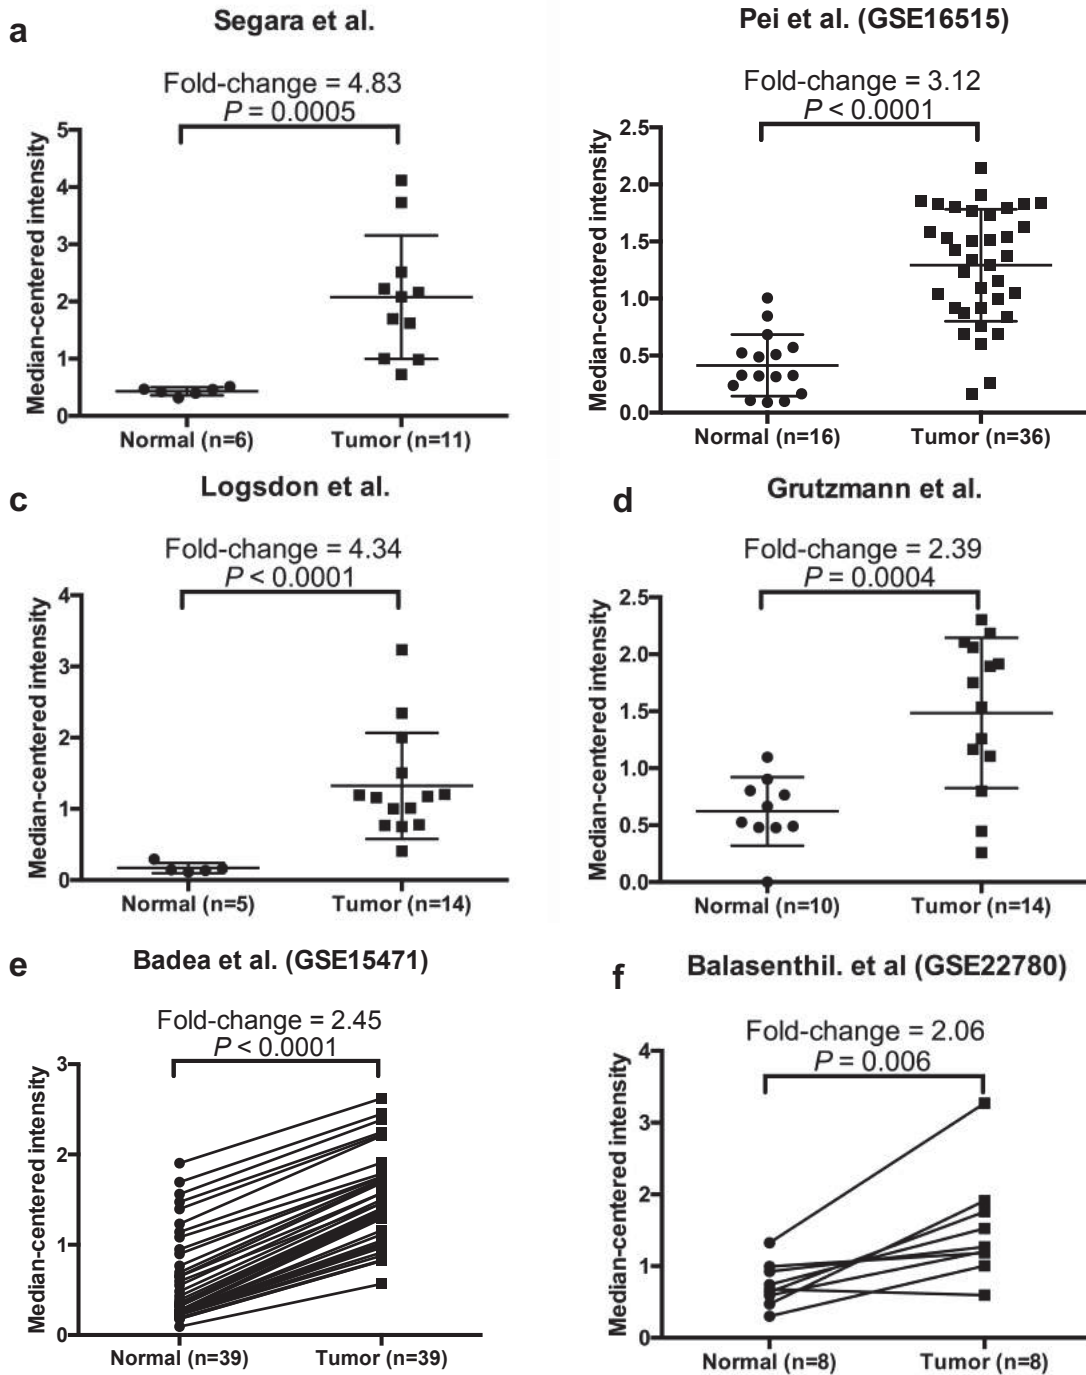 a
Segara et al.
Fold-change = 4.83
P = 0.0005
Median-centered intensity
5
4
3
2
1
0
Normal (n=6)
Tumor (n=11)
Pei et al. (GSE16515)
Fold-change = 3.12
P < 0.0001
Median-centered intensity
2.5
2.0
1.5
1.0
0.5
0.0
Normal (n=16)
Tumor (n=36)
c
Logsdon et al.
Fold-change = 4.34
P < 0.0001
Median-centered intensity
4
3
2
1
0
Normal (n=5)
Tumor (n=14)
d
Grutzmann et al.
Fold-change = 2.39
P = 0.0004
Median-centered intensity
2.5
2.0
1.5
1.0
0.5
0.0
Normal (n=10)
Tumor (n=14)
e
Badea et al. (GSE15471)
Fold-change = 2.45
P < 0.0001
Median-centered intensity
3
2
1
0
Normal (n=39)
Tumor (n=39)
f
Balasenthil. et al (GSE22780)
Fold-change = 2.06
P = 0.006
Median-centered intensity
4
3
2
1
0
Normal (n=8)
Tumor (n=8)